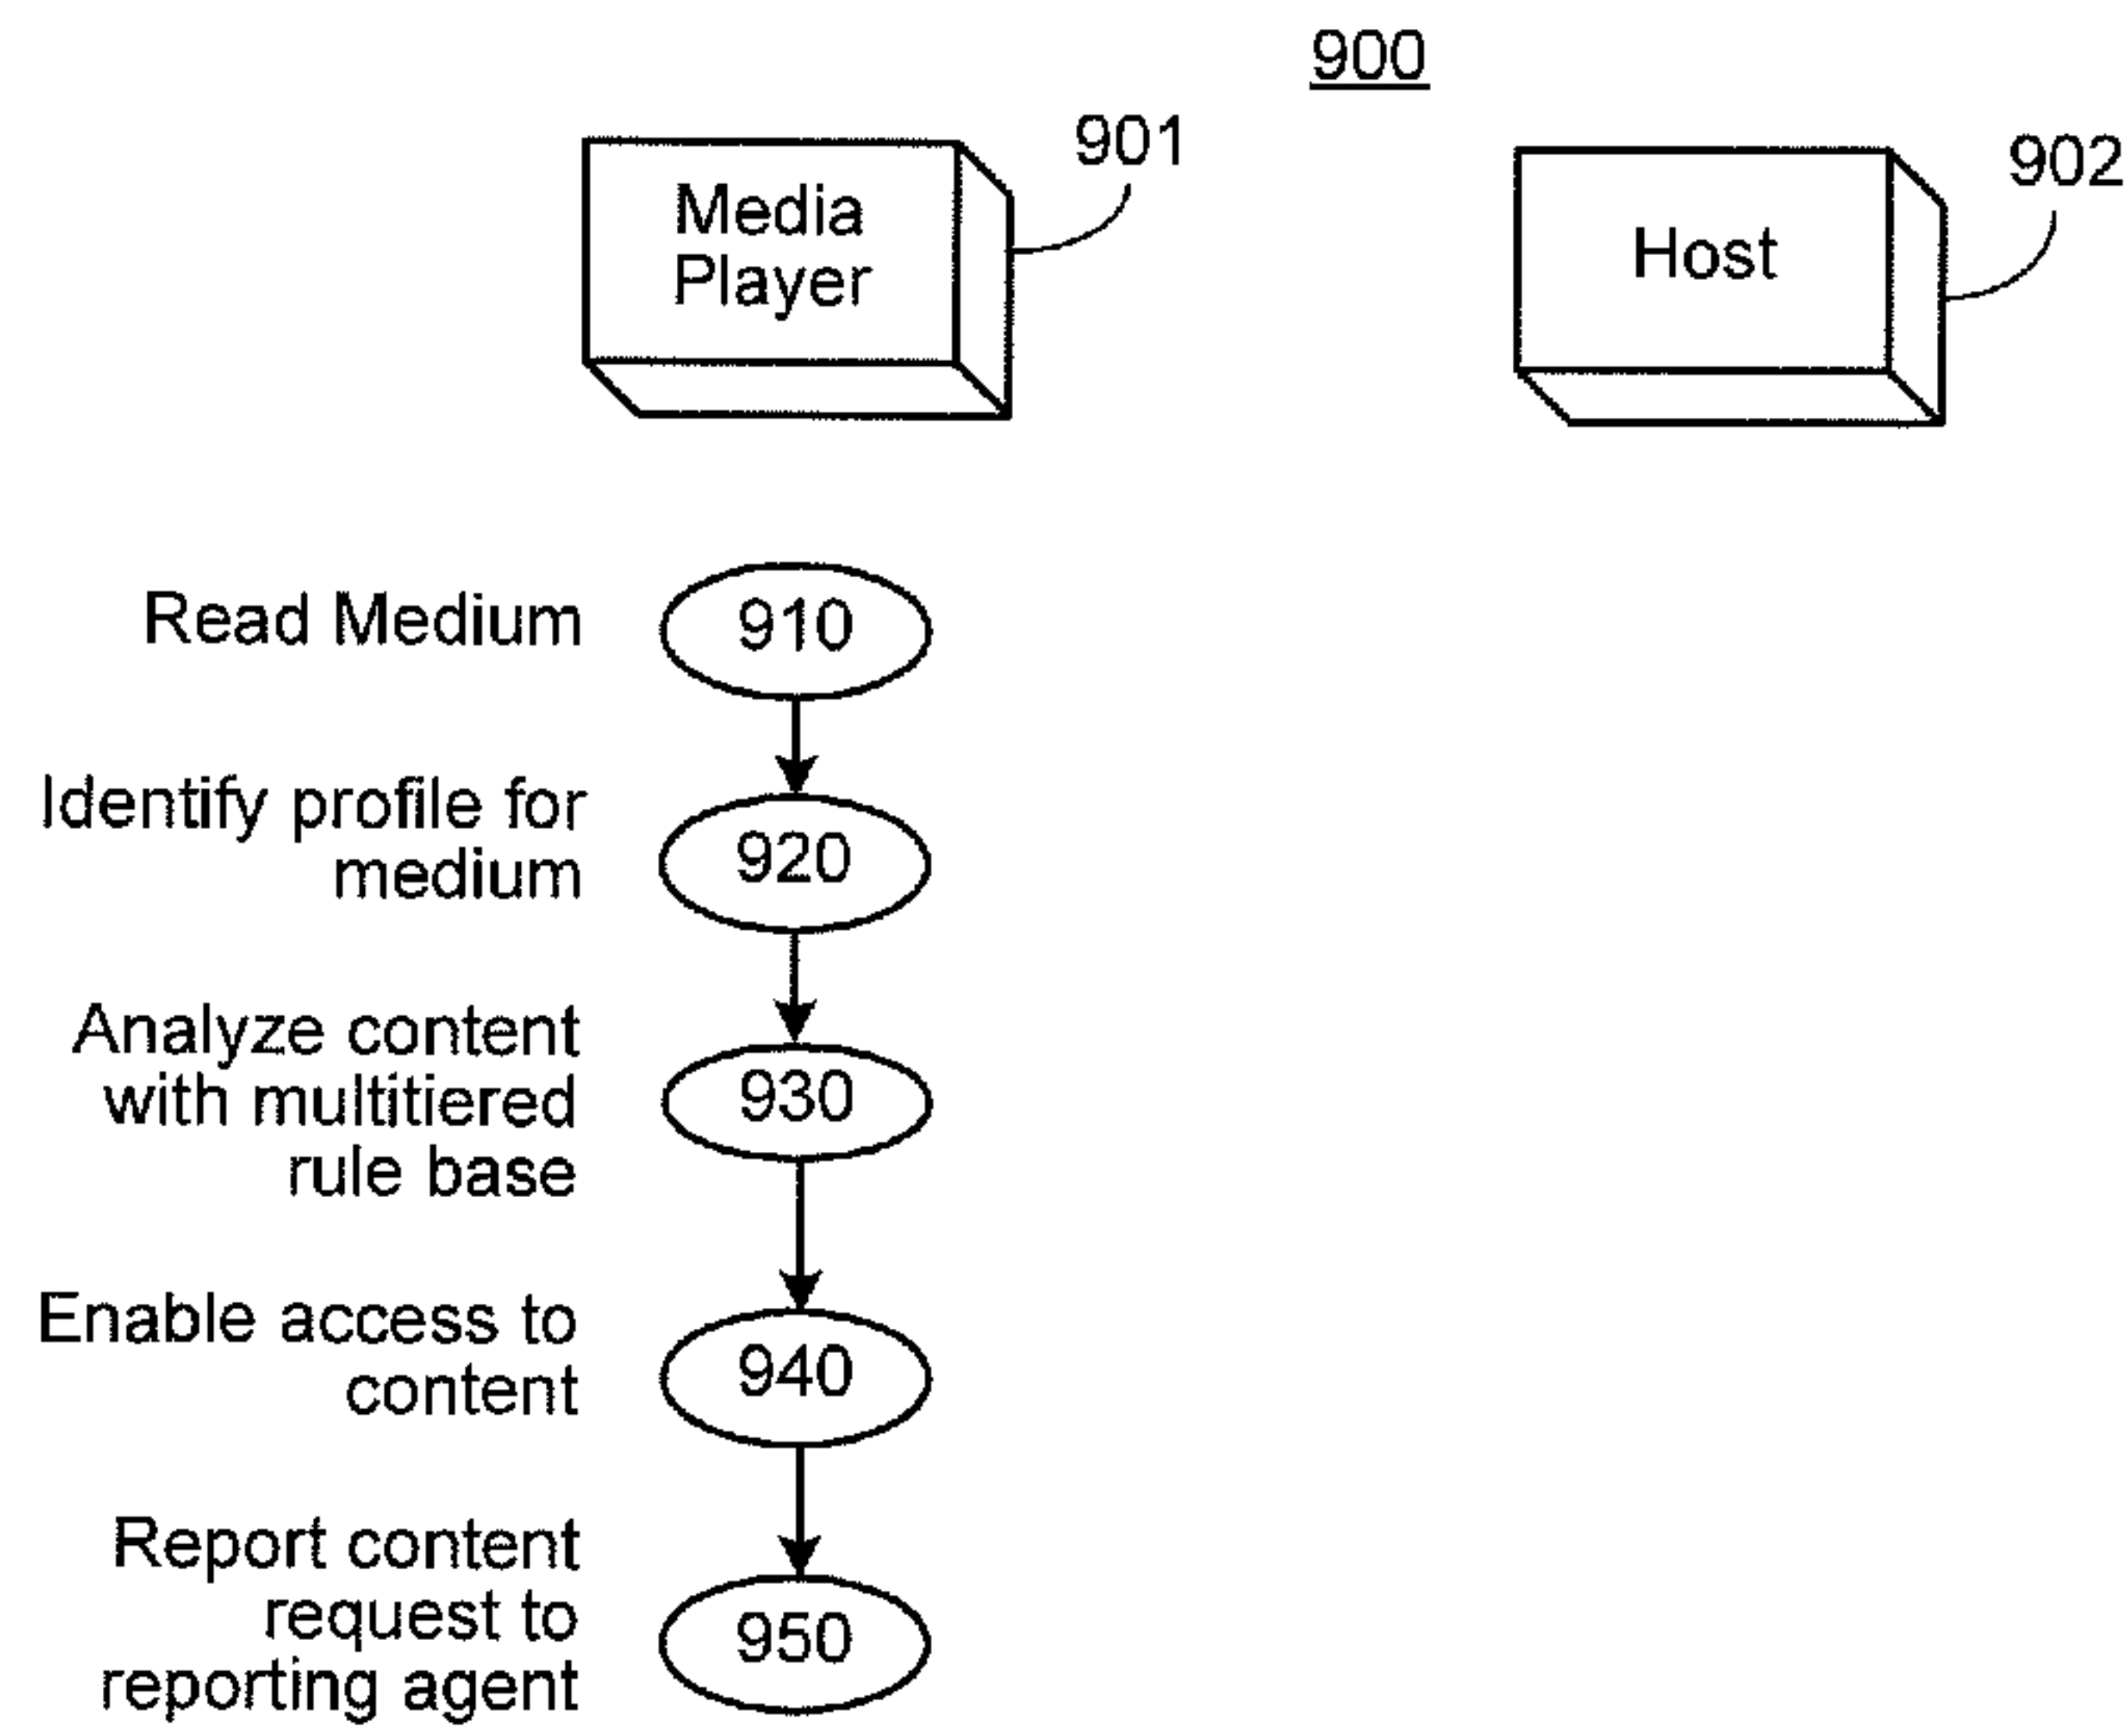 900
901
Media
Player
902
Host
Read Medium
910
Identify profile for
medium
920
Analyze content
with multitiered
rule base
930
Enable access to
content
940
Report content
request to
reporting agent
950